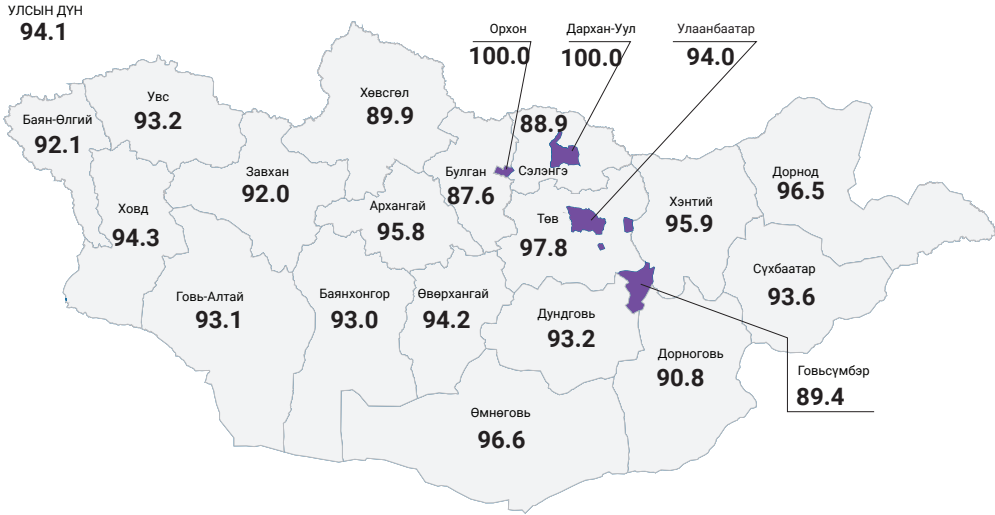 УЛСЫН ДҮН
94.1
Орхон
100.0
Дархан-Уул
100.0
Улаанбаатар
94.0
Баян-Өлгий
92.1
Увс
93.2
Хөвсгөл
89.9
88.9
Сэлэнгэ
Завхан
92.0
Булган
87.6
Ховд
94.3
Архангай
95.8
Төв
97.8
Хэнтий
95.9
Дорнод
96.5
Говь-Алтай
93.1
Баянхонгор
93.0
Өвөрхангай
94.2
Дундговь
93.2
Сүхбаатар
93.6
Дорноговь
90.8
Говьсүмбэр
89.4
Өмнөговь
96.6